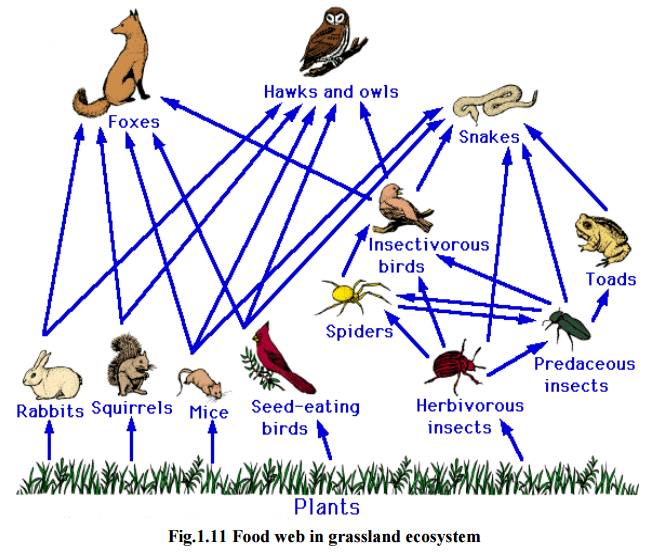 Foxes
Hawks and owls
Snakes
Insectivorous
birds
Toads
Spiders
Predaceous
insects
Rabbits
Squirrels
Mice
Seed-eating
birds
Herbivorous
insects
Plants
Fig.1.11 Food web in grassland ecosystem